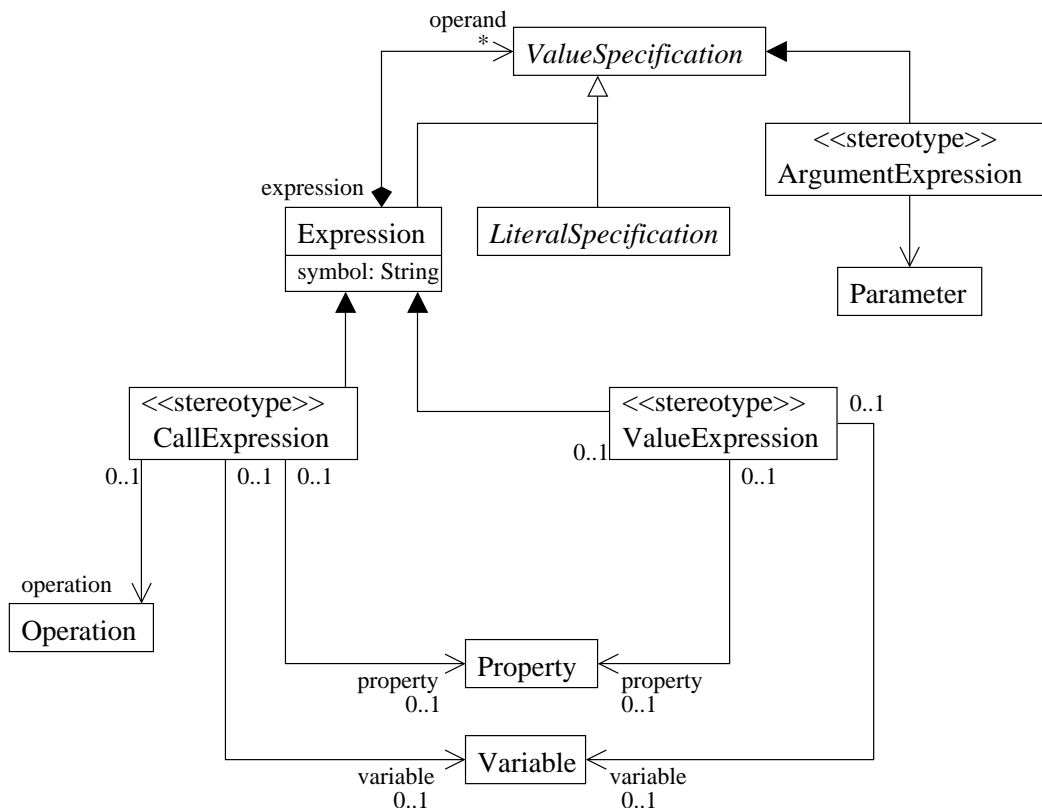 operand
*
ValueSpecification
<<stereotype>>
ArgumentExpression
expression
Expression
symbol: String
LiteralSpecification
Parameter
<<stereotype>>
CallExpression
<<stereotype>>
ValueExpression
0..1
0..1
0..1
0..1
0..1
0..1
operation
Operation
Property
property
0..1
property
0..1
Variable
variable
0..1
variable
0..1